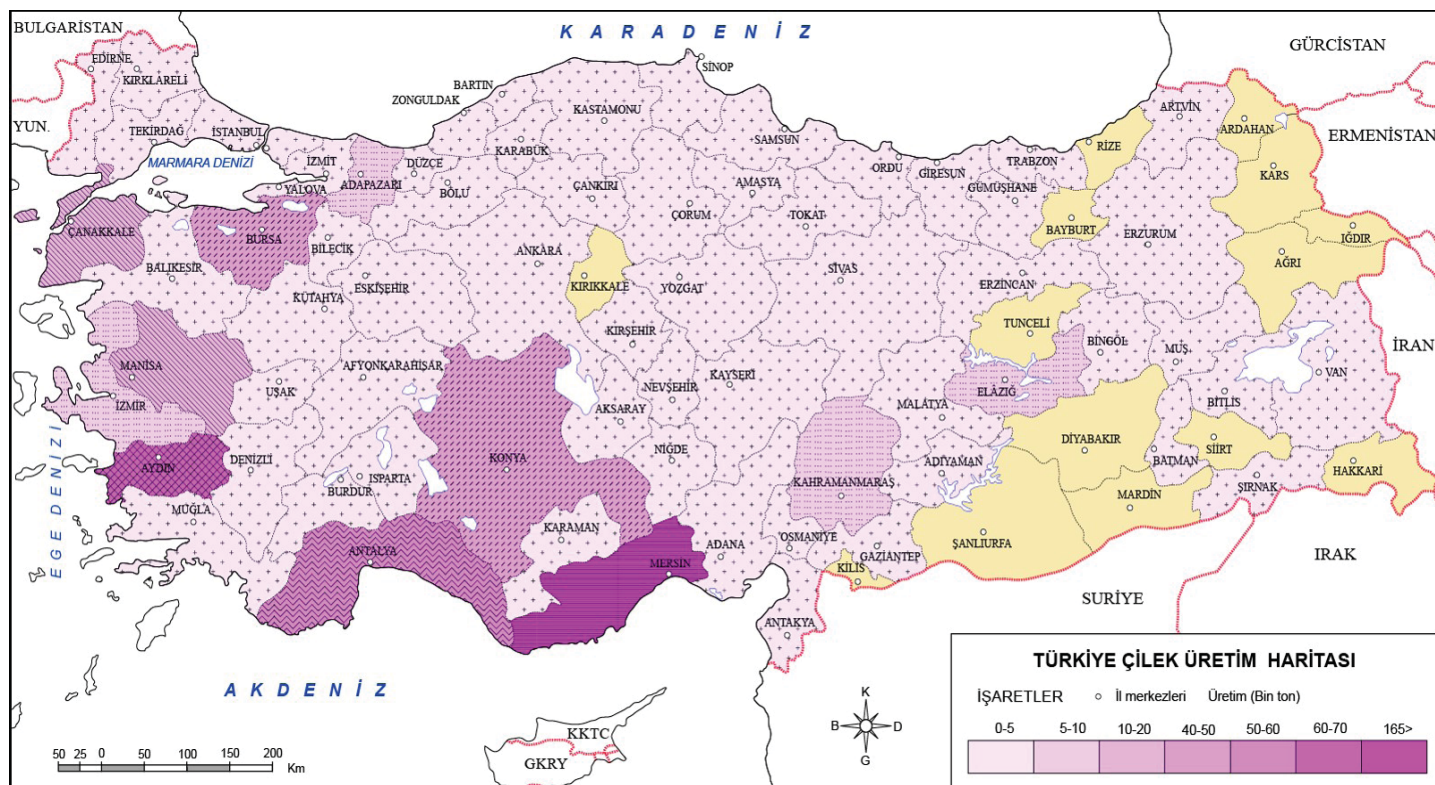 BULGARİSTAN
K A R A D E N İ Z
GÜRCİSTAN
ERMENİSTAN
YUN.
İRAN
IRAK
SURİYE
MARMARA DENİZİ
EGE DENİZİ
A K D E N İ Z
KKTC
GKRY
EDİRNE
KIRKLARELİ
TEKİRDAĞ
İSTANBUL
YALOVA
İZMİT
ADAPAZARI
DÜZÇE
BOLU
ZONGULDAK
BARTIN
KARABÜK
KASTAMONU
SİNOP
ÇANKIRI
SAMSUN
AMASYA
ÇORUM
TOKAT
ORDU
GİRESUN
TRABZON
GÜMÜŞHANE
RİZE
ARTVİN
ARDAHAN
KARS
BAYBURT
ERZURUM
IĞDIR
AĞRI
ÇANAKKALE
BURSA
BİLECİK
BALIKESİR
KÜTAHYA
ESKİŞEHİR
ANKARA
KIRIKKALE
YOZGAT
SİVAS
ERZİNCAN
TUNCELİ
BİNGÖL
MUŞ
VAN
BİTLİS
MANİSA
İZMİR
UŞAK
AFYONKARAHİSAR
KIRŞEHİR
NEVŞEHİR
KAYSERİ
AKSARAY
NİĞDE
MALATYA
ELAZIĞ
DİYABAKIR
BATMAN
SİİRT
HAKKARİ
ŞIRNAK
MARDİN
ŞANLIURFA
ADIYAMAN
KAHRAMANMARAŞ
AYDIN
DENİZLİ
MUĞLA
BURDUR
ISPARTA
KONYA
KARAMAN
ANTALYA
MERSİN
ADANA
OSMANİYE
GAZİANTEP
KİLİS
ANTAKYA
K
B D
G
50 25 0 50 100 150 200
Km
TÜRKİYE ÇİLEK ÜRETİM HARİTASI
İŞARETLER İl merkezleri Üretim (Bin ton)
0-5 5-10 10-20 40-50 50-60 60-70 165>